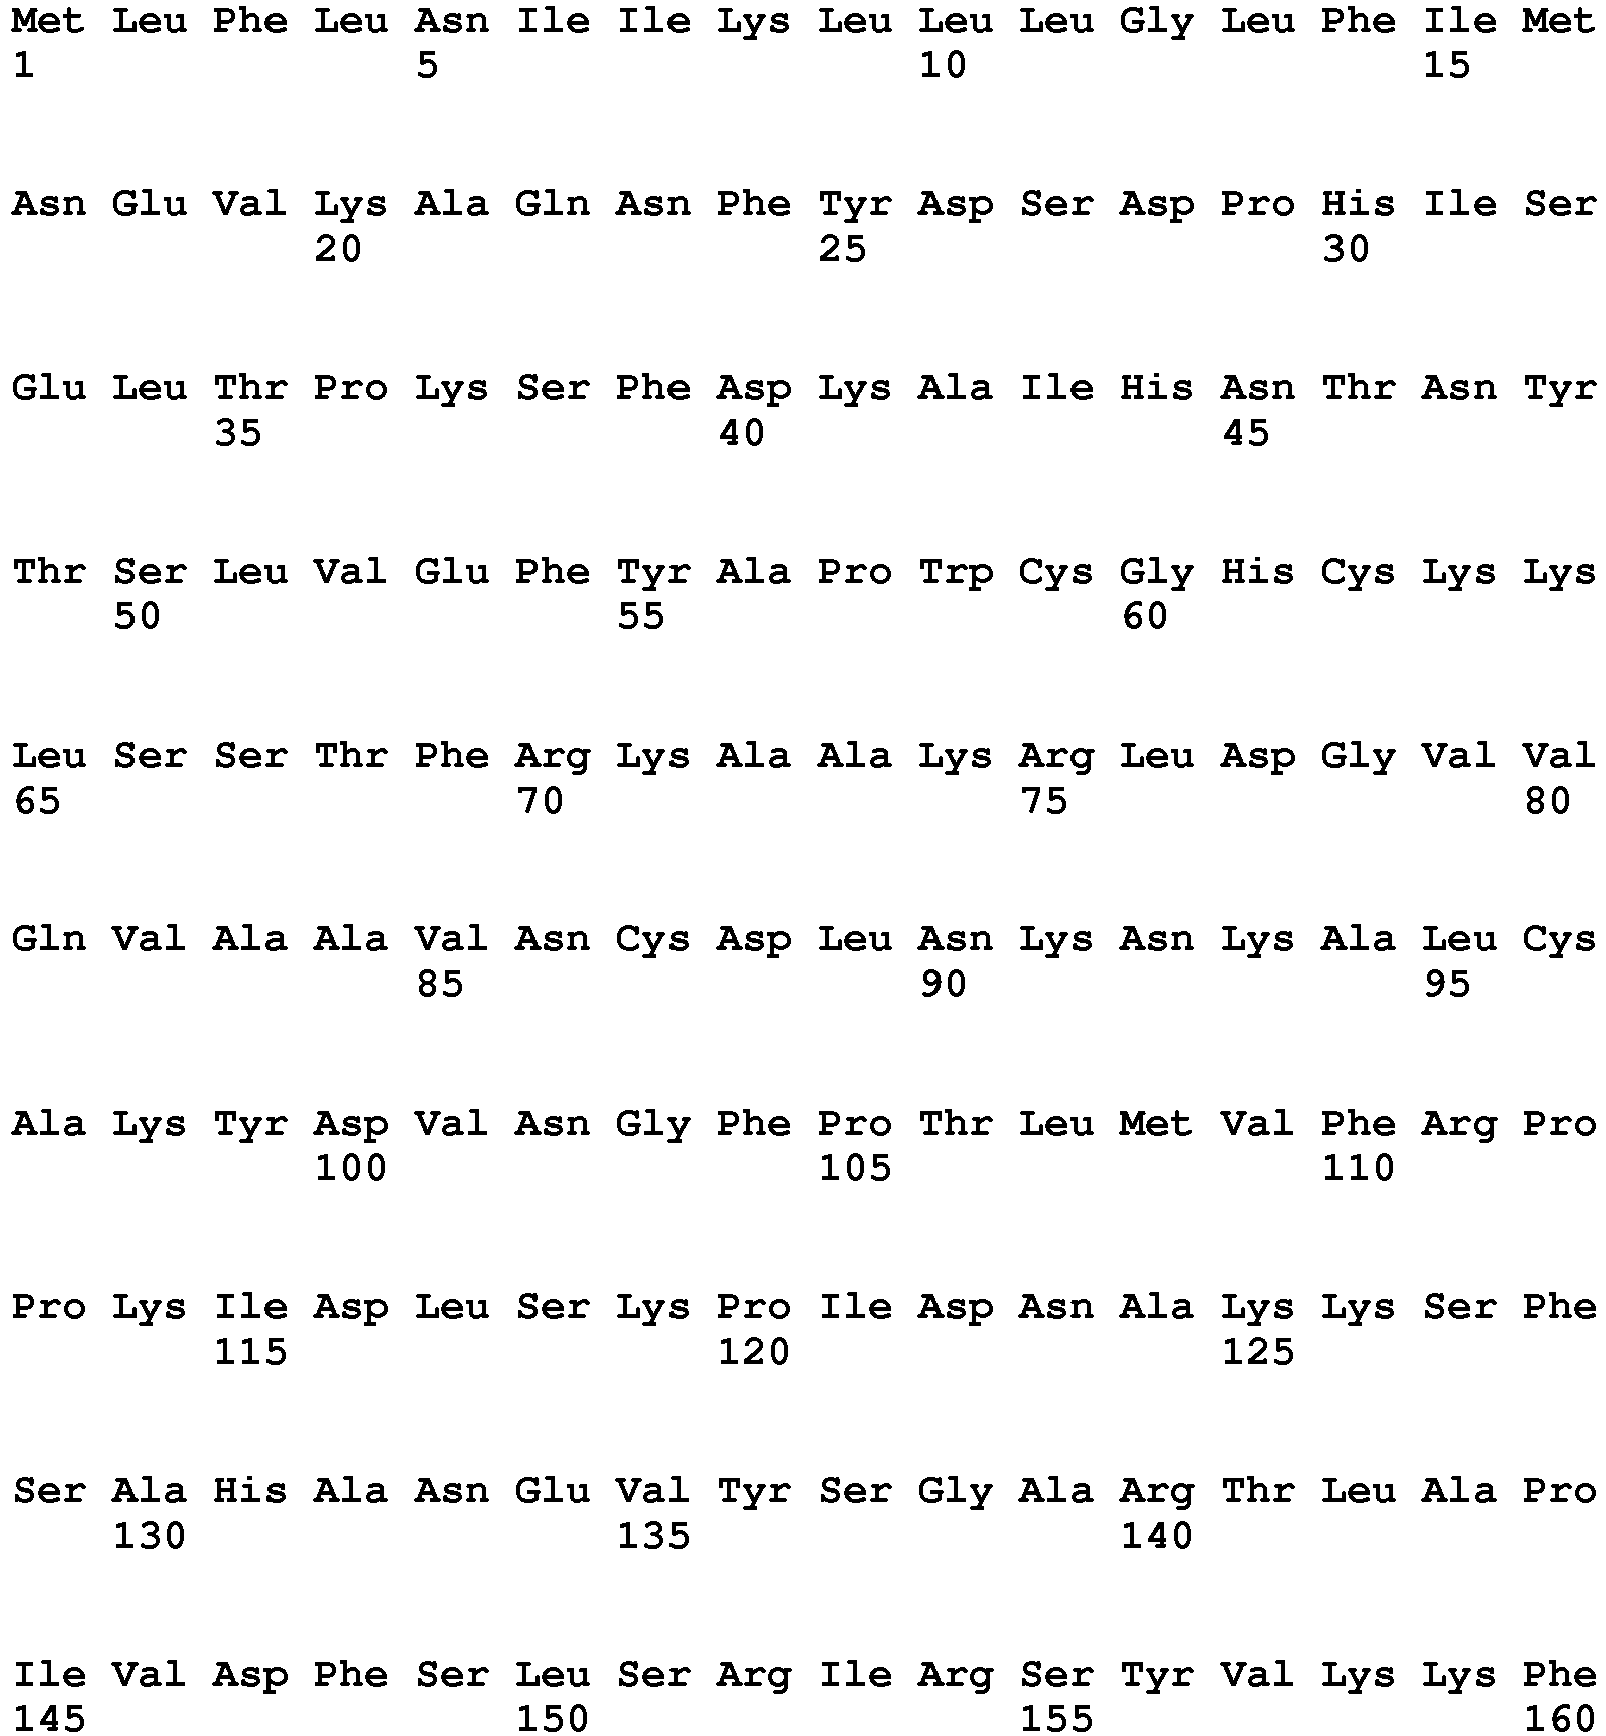 Met Leu Phe Leu Asn Ile Ile Lys Leu Leu Leu Gly Leu Phe Ile Met
1 5 10 15
Asn Glu Val Lys Ala Gln Asn Phe Tyr Asp Ser Asp Pro His Ile Ser
20 25 30
Glu Leu Thr Pro Lys Ser Phe Asp Lys Ala Ile His Asn Thr Asn Tyr
35 40 45
Thr Ser Leu Val Glu Phe Tyr Ala Pro Trp Cys Gly His Cys Lys Lys
50 55 60
Leu Ser Ser Thr Phe Arg Lys Ala Ala Lys Arg Leu Asp Gly Val Val
65 70 75 80
Gln Val Ala Ala Val Asn Cys Asp Leu Asn Lys Asn Lys Ala Leu Cys
85 90 95
Ala Lys Tyr Asp Val Asn Gly Phe Pro Thr Leu Met Val Phe Arg Pro
100 105 110
Pro Lys Ile Asp Leu Ser Lys Pro Ile Asp Asn Ala Lys Lys Ser Phe
115 120 125
Ser Ala His Ala Asn Glu Val Tyr Ser Gly Ala Arg Thr Leu Ala Pro
130 135 140
Ile Val Asp Phe Ser Leu Ser Arg Ile Arg Ser Tyr Val Lys Lys Phe
145 150 155 160